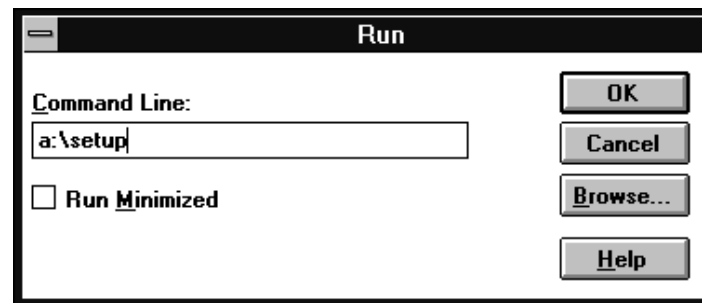 Run
Command Line:
a:\setup
Run Minimized
OK
Cancel
Browse...
Help